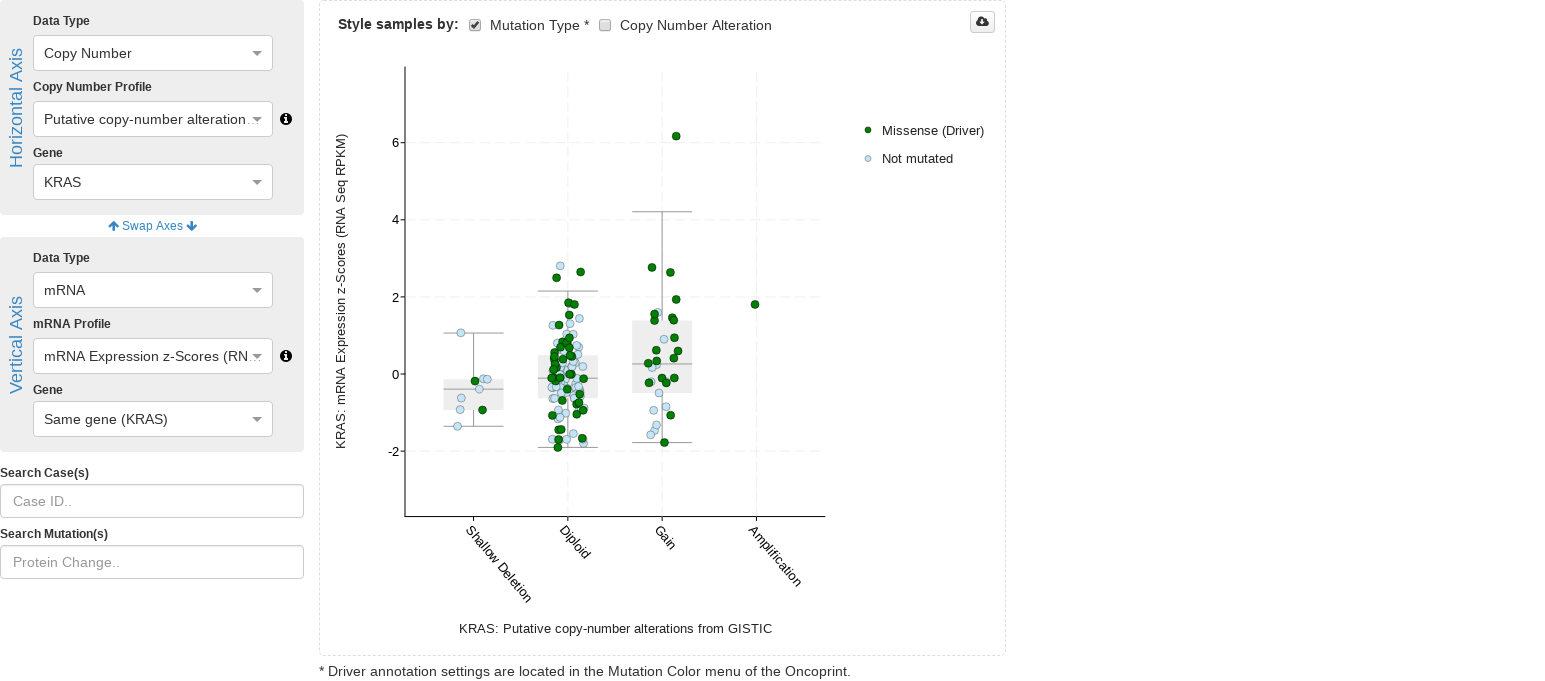 Horizontal Axis
Data Type
Copy Number
Copy Number Profile
Putative copy-number alteration...
Gene
KRAS
Swap Axes
Vertical Axis
Data Type
mRNA
mRNA Profile
mRNA Expression z-Scores (RN...
Gene
Same gene (KRAS)
Search Case(s)
Case ID..
Search Mutation(s)
Protein Change..
Style samples by: Mutation Type * Copy Number Alteration
KRAS: mRNA Expression z-Scores (RNA Seq RPKM)
6
4
2
0
-2
Missense (Driver)
Not mutated
Shallow Deletion
Diploid
Gain
Amplification
KRAS: Putative copy-number alterations from GISTIC
* Driver annotation settings are located in the Mutation Color menu of the Oncoprint.